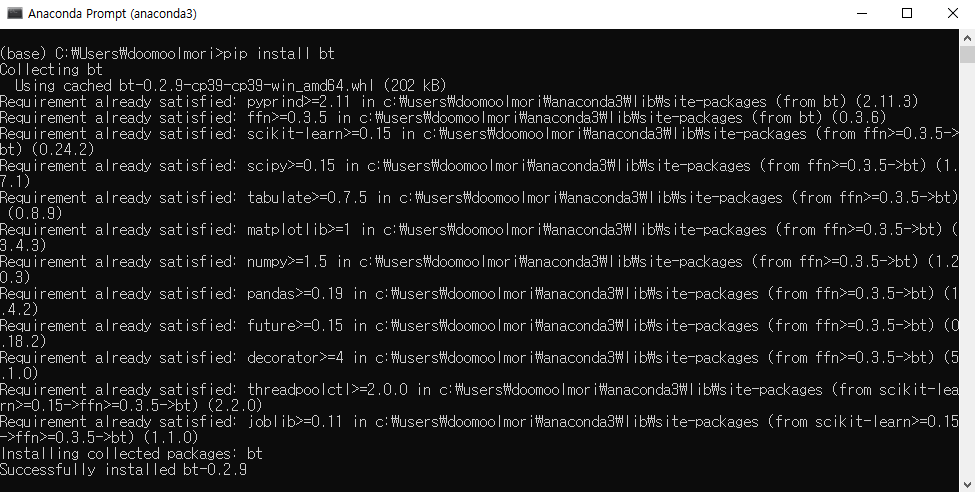 Anaconda Prompt (anaconda3)
(base) C:₩Users₩doomoolmori>pip install bt
Collecting bt
  Using cached bt-0.2.9-cp39-cp39-win_amd64.whl (202 kB)
Requirement already satisfied: pyprind>=2.11 in c:₩users₩doomoolmori₩anaconda3₩lib₩site-packages (from bt) (2.11.3)
Requirement already satisfied: ffn>=0.3.5 in c:₩users₩doomoolmori₩anaconda3₩lib₩site-packages (from bt) (0.3.6)
Requirement already satisfied: scikit-learn>=0.15 in c:₩users₩doomoolmori₩anaconda3₩lib₩site-packages (from ffn>=0.3.5->
bt) (0.24.2)
Requirement already satisfied: scipy>=0.15 in c:₩users₩doomoolmori₩anaconda3₩lib₩site-packages (from ffn>=0.3.5->bt) (1.
7.1)
Requirement already satisfied: tabulate>=0.7.5 in c:₩users₩doomoolmori₩anaconda3₩lib₩site-packages (from ffn>=0.3.5->bt)
 (0.8.9)
Requirement already satisfied: matplotlib>=1 in c:₩users₩doomoolmori₩anaconda3₩lib₩site-packages (from ffn>=0.3.5->bt) (
3.4.3)
Requirement already satisfied: numpy>=1.5 in c:₩users₩doomoolmori₩anaconda3₩lib₩site-packages (from ffn>=0.3.5->bt) (1.2
0.3)
Requirement already satisfied: pandas>=0.19 in c:₩users₩doomoolmori₩anaconda3₩lib₩site-packages (from ffn>=0.3.5->bt) (1
.4.2)
Requirement already satisfied: future>=0.15 in c:₩users₩doomoolmori₩anaconda3₩lib₩site-packages (from ffn>=0.3.5->bt) (0
.18.2)
Requirement already satisfied: decorator>=4 in c:₩users₩doomoolmori₩anaconda3₩lib₩site-packages (from ffn>=0.3.5->bt) (5
.1.0)
Requirement already satisfied: threadpoolctl>=2.0.0 in c:₩users₩doomoolmori₩anaconda3₩lib₩site-packages (from scikit-lea
rn>=0.15->ffn>=0.3.5->bt) (2.2.0)
Requirement already satisfied: joblib>=0.11 in c:₩users₩doomoolmori₩anaconda3₩lib₩site-packages (from scikit-learn>=0.15
->ffn>=0.3.5->bt) (1.1.0)
Installing collected packages: bt
Successfully installed bt-0.2.9